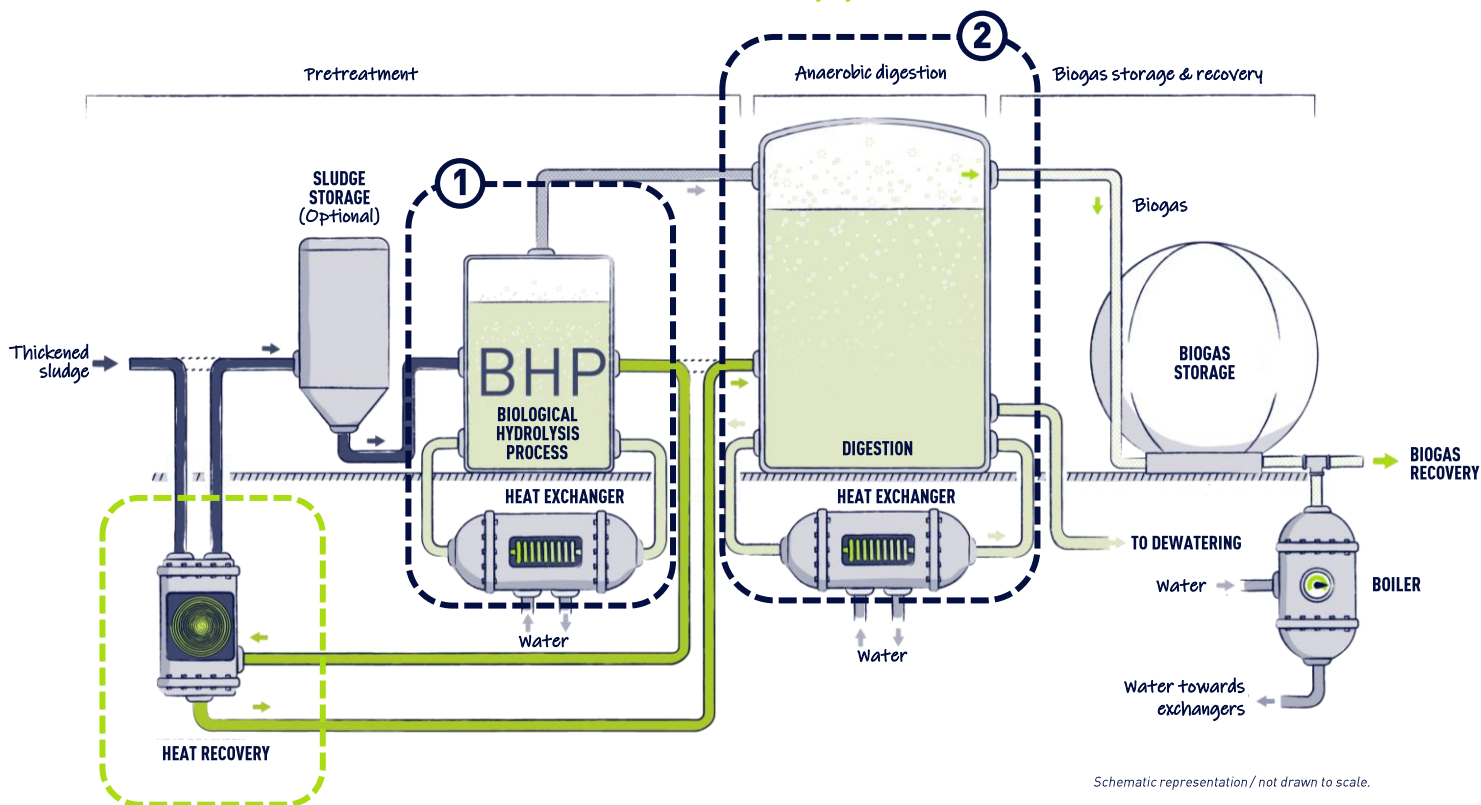 2
Pretreatment
Anaerobic digestion
Biogas storage & recovery
1
SLUDGE
STORAGE
(Optional)
Biogas
Thickened
sludge
BHP
BIOLOGICAL
HYDROLYSIS
PROCESS
BIOGAS
STORAGE
DIGESTION
BIOGAS
RECOVERY
HEAT EXCHANGER
HEAT EXCHANGER
TO DEWATERING
Water
BOILER
Water
Water
Water towards
exchangers
HEAT RECOVERY
Schematic representation / not drawn to scale.